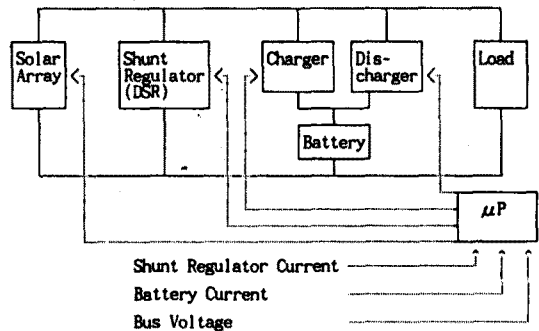 Solar
Array
Shunt
Regulator
(DSR)
Charger
Dis-
charger
Load
Battery
μP
Shunt Regulator Current
Battery Current
Bus Voltage